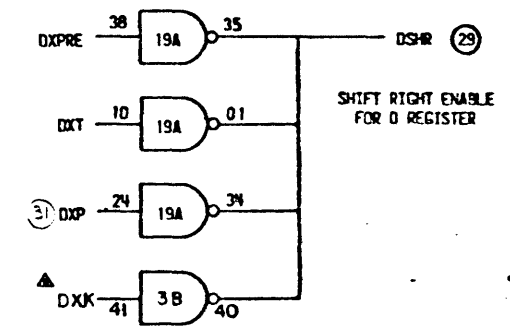 DXPRE 38 19A 35 DSHR 29
SHIFT RIGHT ENABLE
FOR D REGISTER
DXT 10 19A 01
31 DXP 24 19A 34
DXK 41 3B 40